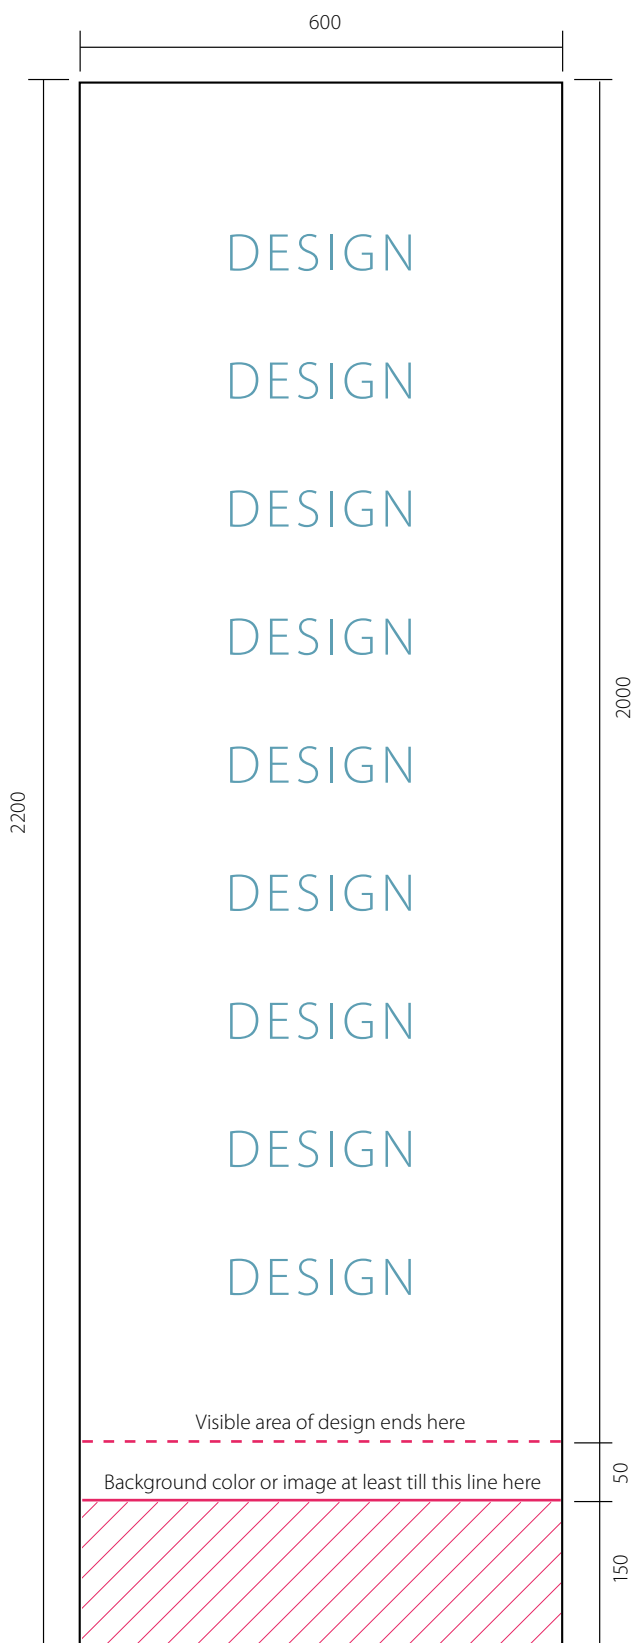 600
DESIGN
DESIGN
DESIGN
DESIGN
2000
DESIGN
2200
DESIGN
DESIGN
DESIGN
DESIGN
Visible area of design ends here
50
Background color or image at least till this line here
150